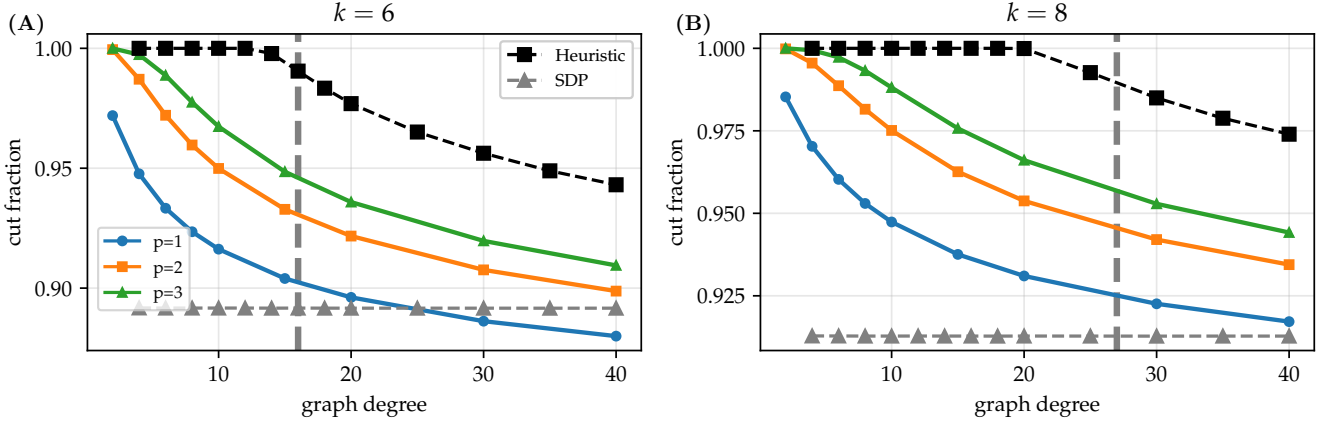 (A)
k = 6
1.00
0.95
0.90
cut fraction
Heuristic
SDP
p=1
p=2
p=3
10
20
30
40
graph degree
(B)
k = 8
1.000
0.975
0.950
0.925
cut fraction
10
20
30
40
graph degree